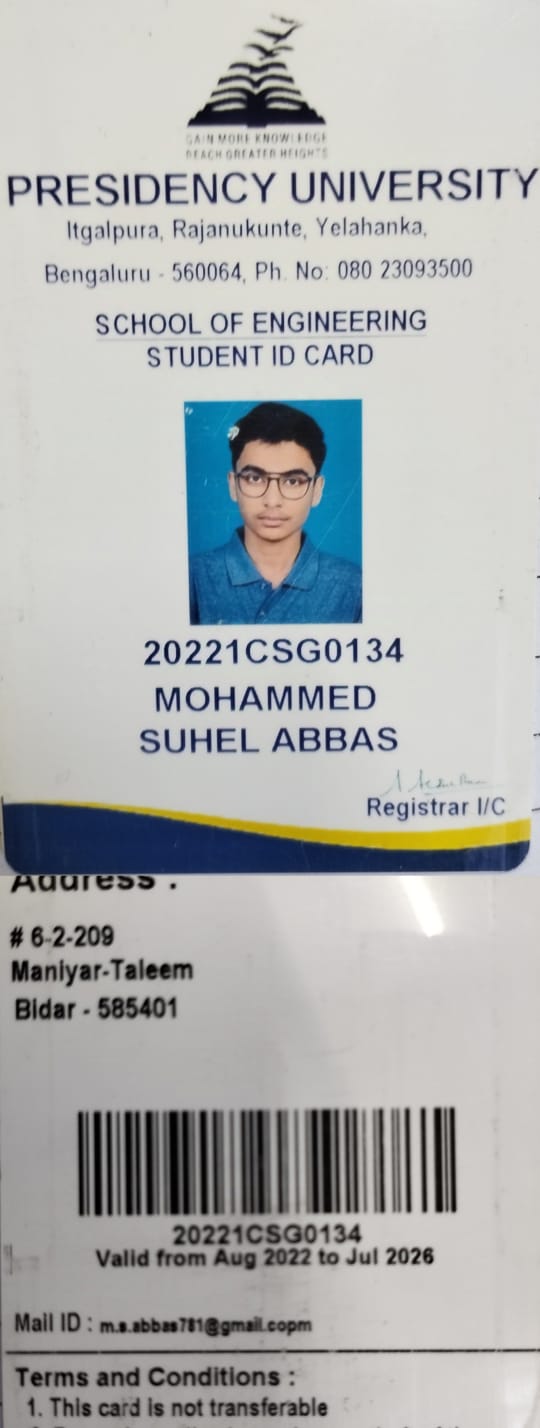 GAIN MORE KNOWLEDGE
REACH GREATER HEIGHTS
PRESIDENCY UNIVERSITY
Itgalpura, Rajanukunte, Yelahanka,
Bengaluru - 560064, Ph. No: 080 23093500
SCHOOL OF ENGINEERING
STUDENT ID CARD
20221CSG0134
MOHAMMED
SUHEL ABBAS
Registrar I/C
Address :
# 6-2-209
Maniyar-Taleem
Bidar - 585401
20221CSG0134
Valid from Aug 2022 to Jul 2026
Mail ID : m.s.abbas781@gmail.copm
Terms and Conditions :
1. This card is not transferable